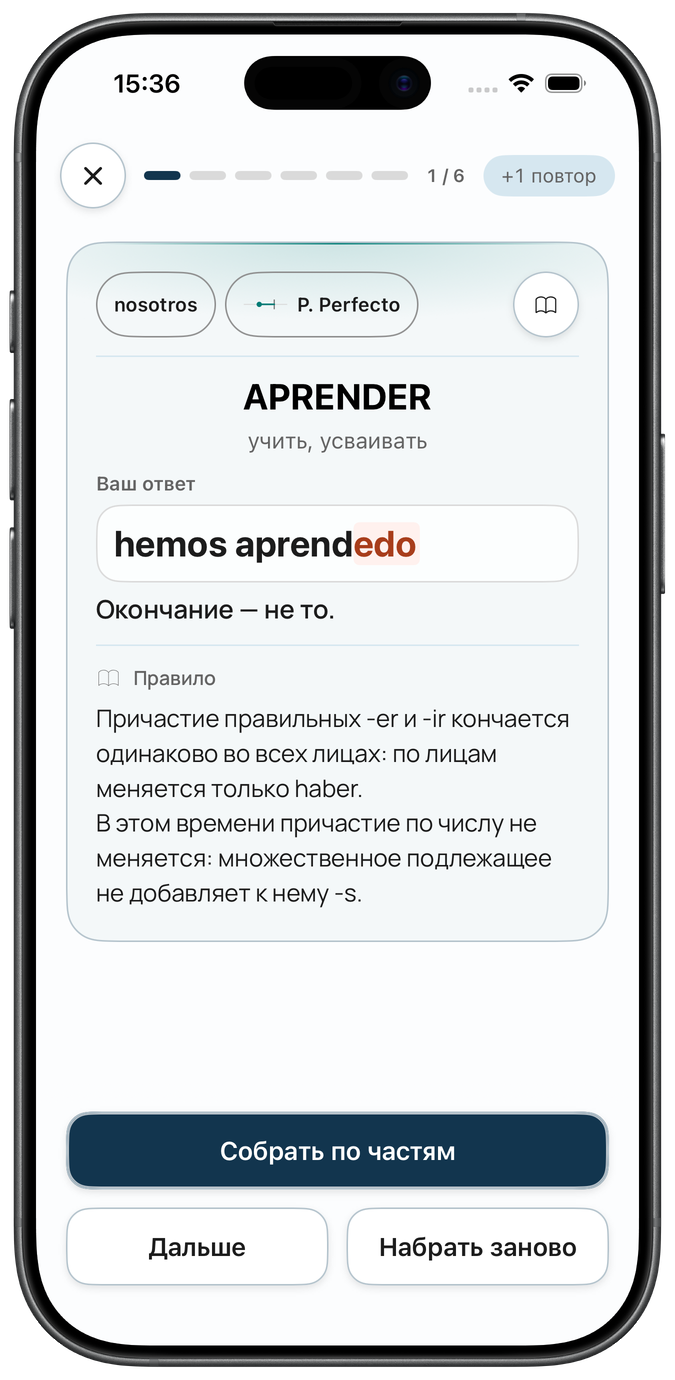 15:36
1 / 6
+1 повтор
nosotros
P. Perfecto
APRENDER
учить, усваивать
Ваш ответ
hemos aprendedo
Окончание — не то.
Правило
Причастие правильных -er и -ir кончается
одинаково во всех лицах: по лицам
меняется только haber.
В этом времени причастие по числу не
меняется: множественное подлежащее
не добавляет к нему -s.
Собрать по частям
Дальше
Набрать заново